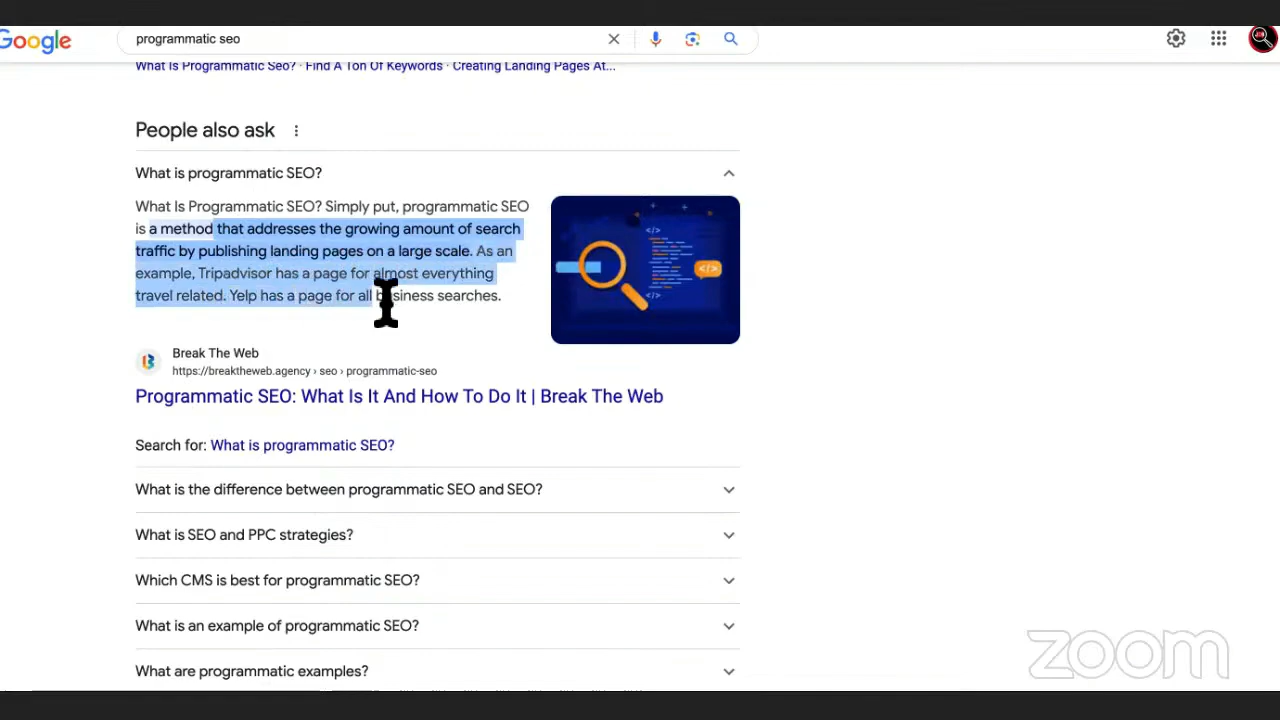 Google
programmatic seo
What Is Programmatic Seo? · Find A Ton Of Keywords · Creating Landing Pages At...
People also ask
What is programmatic SEO?
What Is Programmatic SEO? Simply put, programmatic SEO
is a method that addresses the growing amount of search
traffic by publishing landing pages on a large scale. As an
example, Tripadvisor has a page for almost everything
travel related. Yelp has a page for all business searches.
</>
</>
</>
Break The Web
https://breaktheweb.agency › seo › programmatic-seo
Programmatic SEO: What Is It And How To Do It | Break The Web
Search for: What is programmatic SEO?
What is the difference between programmatic SEO and SEO?
What is SEO and PPC strategies?
Which CMS is best for programmatic SEO?
What is an example of programmatic SEO?
What are programmatic examples?
zoom